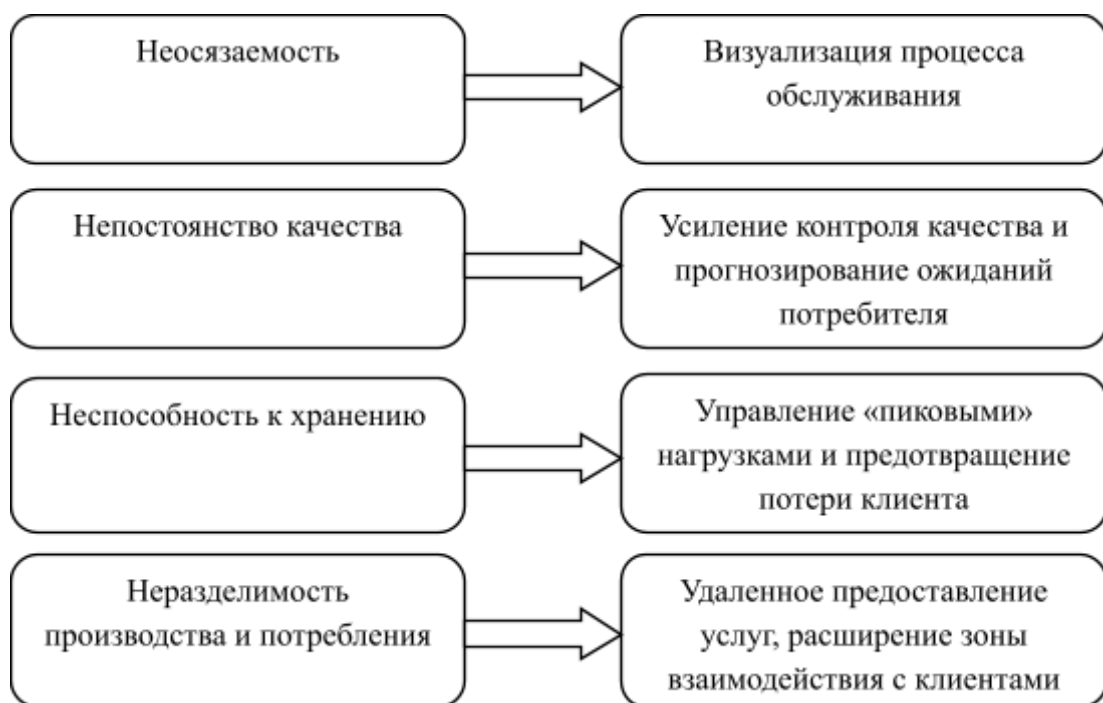 Неосязаемость
Визуализация процесса
обслуживания
Непостоянство качества
Усиление контроля качества и
прогнозирование ожиданий
потребителя
Неспособность к хранению
Управление «пиковыми»
нагрузками и предотвращение
потери клиента
Неразделимость
производства и потребления
Удаленное предоставление
услуг, расширение зоны
взаимодействия с клиентами